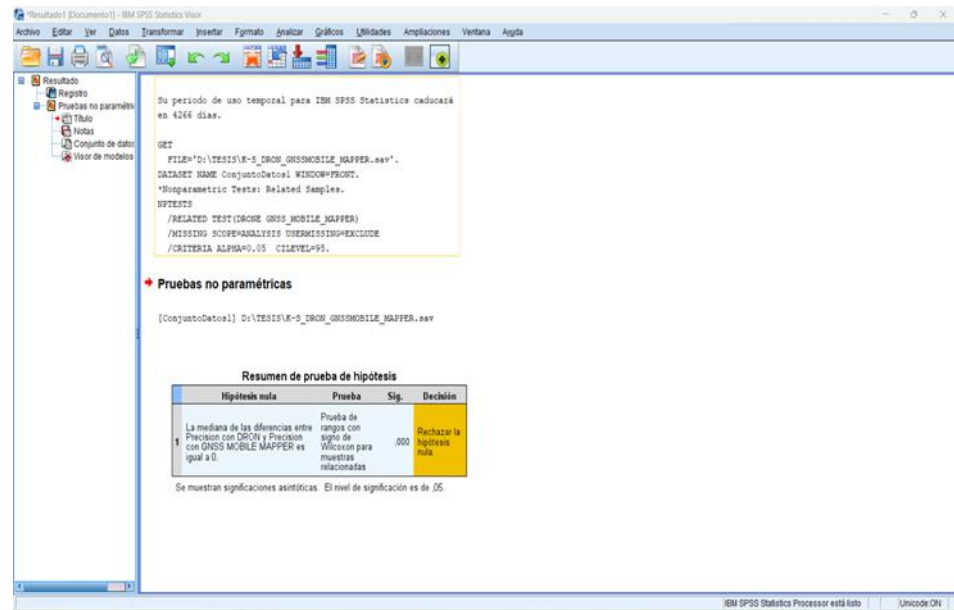 *Resultado1 [Documento1] - IBM SPSS Statistics Visor
Archivo Editar Ver Datos Transformar Insertar Formato Analizar Gráficos Utilidades Ampliaciones Ventana Ayuda
Resultado
Registro
Pruebas no paramétri
Título
Notas
Conjunto de datos
Visor de modelos
Su periodo de uso temporal para IBM SPSS Statistics caducará
en 4266 días.
GET
FILE='D:\TESIS\K-S_DRON_GNSSMOBILE_MAPPER.sav'.
DATASET NAME ConjuntoDatos1 WINDOW=FRONT.
*Nonparametric Tests: Related Samples.
NPTESTS
/RELATED TEST(DRONE GNSS_MOBILE_MAPPER)
/MISSING SCOPE=ANALYSIS USERMISSING=EXCLUDE
/CRITERIA ALPHA=0.05 CILEVEL=95.
Pruebas no paramétricas
[ConjuntoDatos1] D:\TESIS\K-S_DRON_GNSSMOBILE_MAPPER.sav
Resumen de prueba de hipótesis
Hipótesis nula Prueba Sig. Decisión
1 La mediana de las diferencias entre Precision con DRON y Precision con GNSS MOBILE MAPPER es igual a 0. Prueba de rangos con signo de Wilcoxon para muestras relacionadas ,000 Rechazar la hipótesis nula
Se muestran significaciones asintóticas. El nivel de significación es de ,05.
IBM SPSS Statistics Processor está listo Unicode:ON